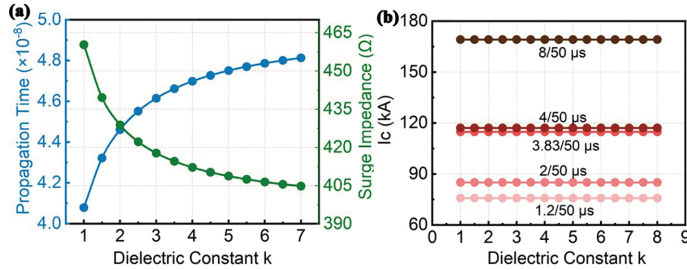 (a)
5.0
4.8
4.6
4.4
4.2
4.0
Propagation Time (×10⁻⁸)
465
450
435
420
405
390
Surge Impedance (Ω)
1 2 3 4 5 6 7
Dielectric Constant k
(b)
180
150
120
90
60
Ic (kA)
8/50 µs
4/50 µs
3.83/50 µs
2/50 µs
1.2/50 µs
0 1 2 3 4 5 6 7 8 9
Dielectric Constant k